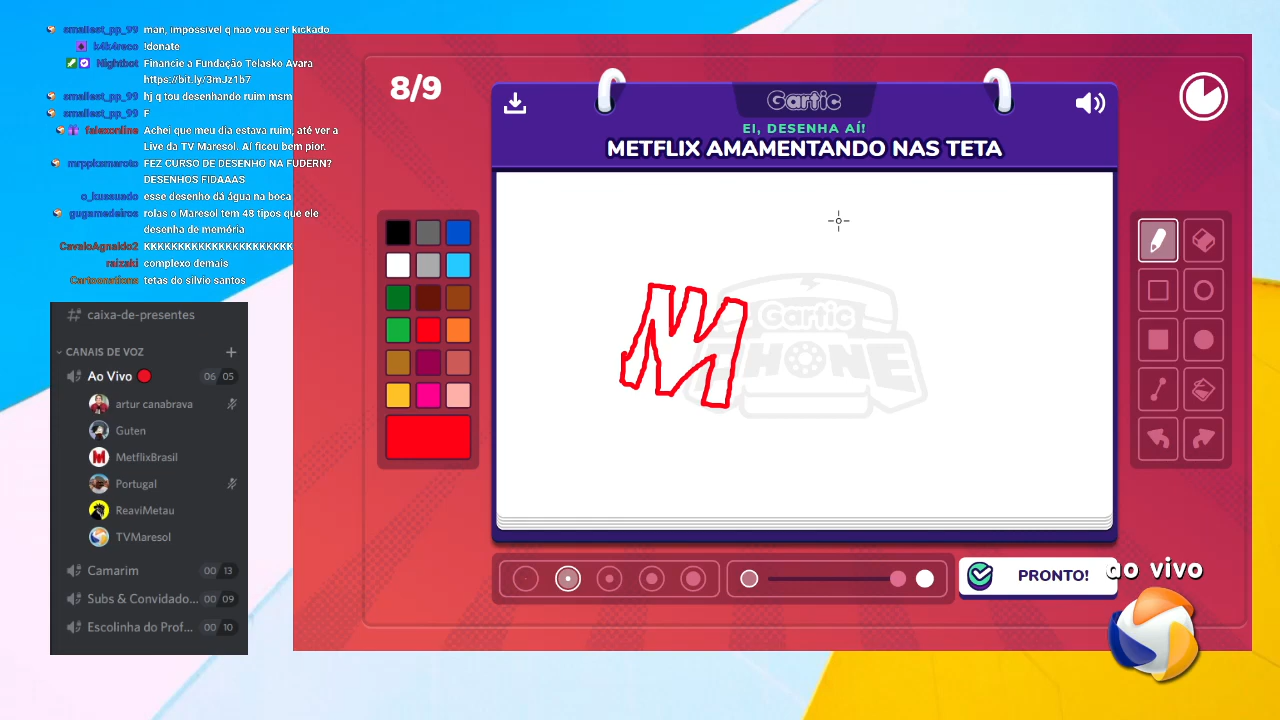 smallest_pp_99 man, impossível q nao vou ser kickado
k4k4reco !donate
Nightbot Financie a Fundação Telasko Avara
https://bit.ly/3mJz1b7
smallest_pp_99 hj q tou desenhando ruim msm
smallest_pp_99 F
falexonline Achei que meu dia estava ruim, até ver a
Live da TV Maresol. Aí ficou bem pior.
mrppksmaroto FEZ CURSO DE DESENHO NA FUDERN?
DESENHOS FIDAAAS
o_kussundo esse desenho dá água na boca
gugamedeiros rolas o Maresol tem 48 tipos que ele
desenha de memória
CavaloAgnaldo2 KKKKKKKKKKKKKKKKKKKKKK
raizaki complexo demais
Cartoonations tetas do silvio santos
# caixa-de-presentes
CANAIS DE VOZ +
Ao Vivo 06 05
artur canabrava
Guten
MetflixBrasil
Portugal
ReaviMetau
TVMaresol
Camarim 00 13
Subs & Convidado... 00 09
Escolinha do Prof... 00 10
8/9
Gartic
EI, DESENHA AÍ!
METFLIX AMAMENTANDO NAS TETA
M
Gartic
PHONE
PRONTO!
ao vivo